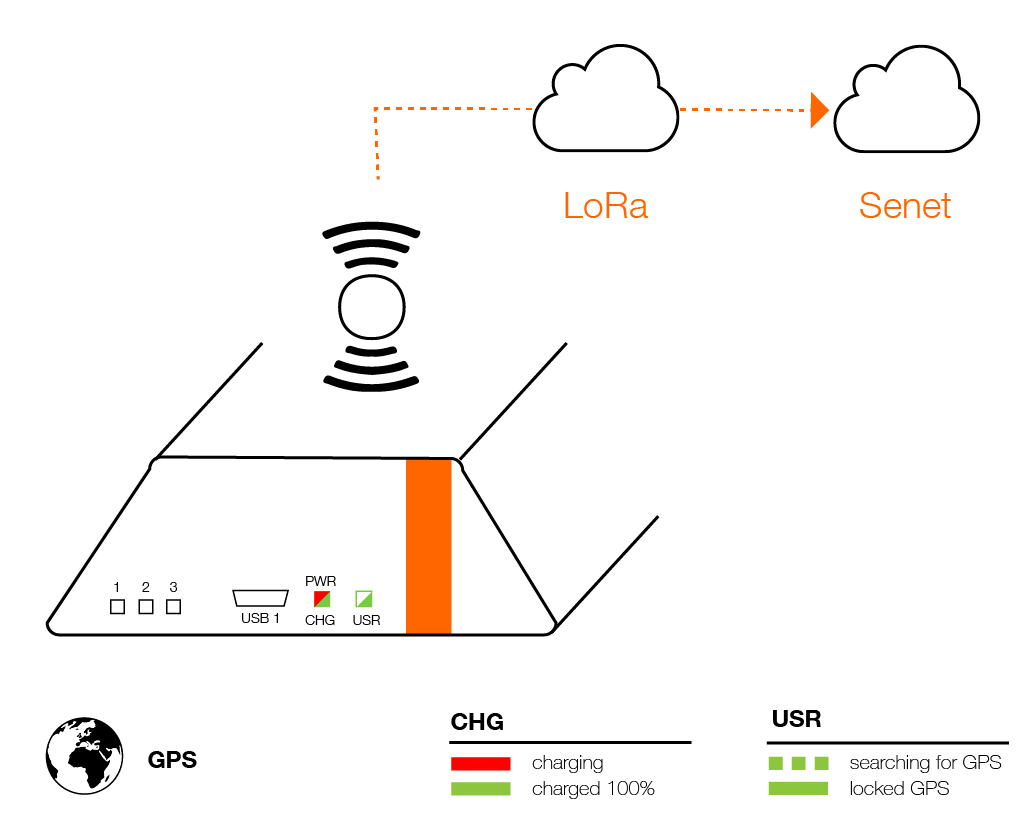 LoRa
Senet
PWR
1 2 3
USB 1
CHG
USR
GPS
CHG
charging
charged 100%
USR
searching for GPS
locked GPS